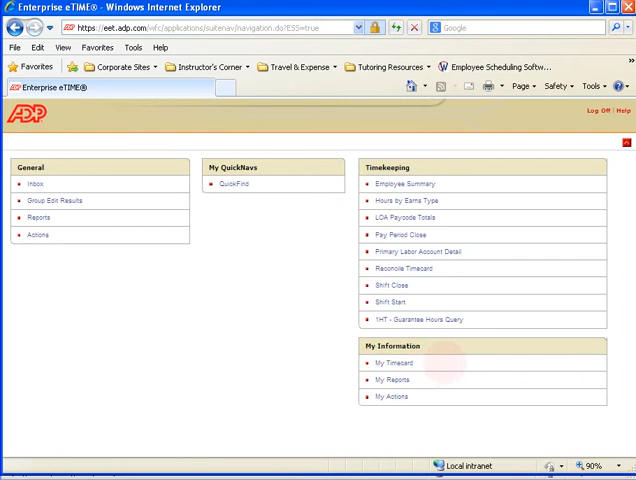 Enterprise eTIME® - Windows Internet Explorer
https://eet.adp.com/wfc/applications/suitenav/navigation.do?ESS=true
Google
File Edit View Favorites Tools Help
Favorites Corporate Sites Instructor's Corner Travel & Expense Tutoring Resources Employee Scheduling Softw...
Enterprise eTIME®
Page Safety Tools
ADP
Log Off Help
General
Inbox
Group Edit Results
Reports
Actions
My QuickNavs
QuickFind
Timekeeping
Employee Summary
Hours by Earns Type
LOA Paycode Totals
Pay Period Close
Primary Labor Account Detail
Reconcile Timecard
Shift Close
Shift Start
1HT - Guarantee Hours Query
My Information
My Timecard
My Reports
My Actions
Local intranet
90%